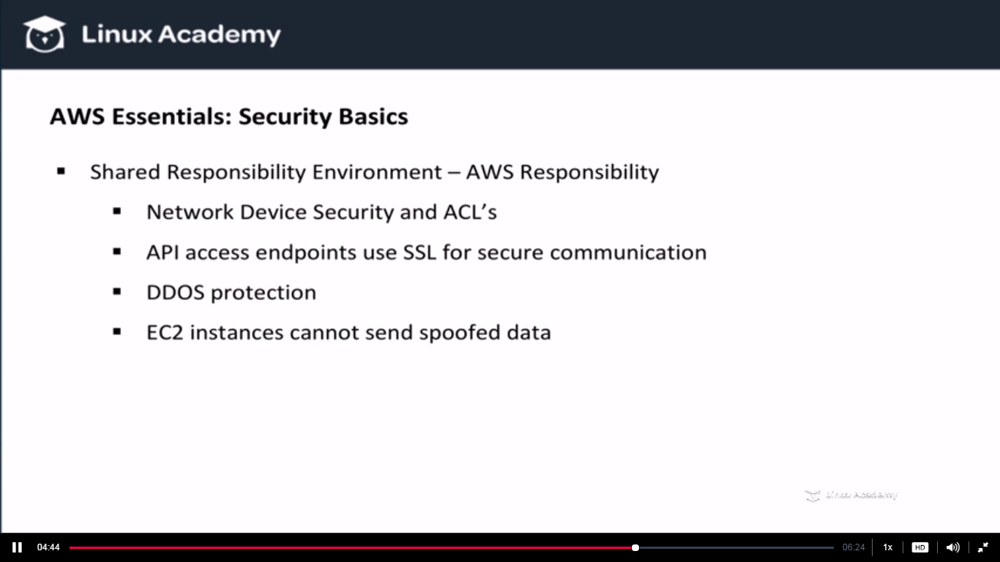 Linux Academy
AWS Essentials: Security Basics
▪ Shared Responsibility Environment – AWS Responsibility
▪ Network Device Security and ACL’s
▪ API access endpoints use SSL for secure communication
▪ DDOS protection
▪ EC2 instances cannot send spoofed data
Linux Academy
04:44 06:24 1x HD